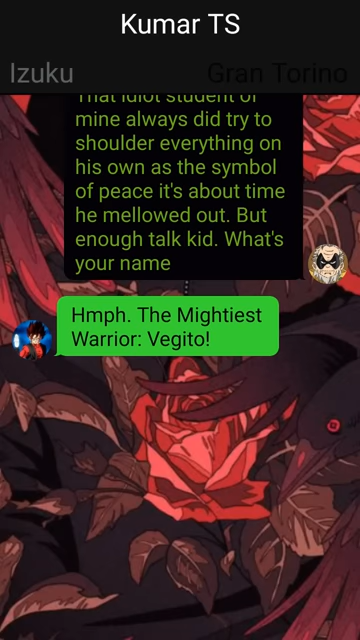 Kumar TS
Izuku
Gran Torino
That idiot student of
mine always did try to
shoulder everything on
his own as the symbol
of peace it's about time
he mellowed out. But
enough talk kid. What's
your name
Hmph. The Mightiest
Warrior: Vegito!